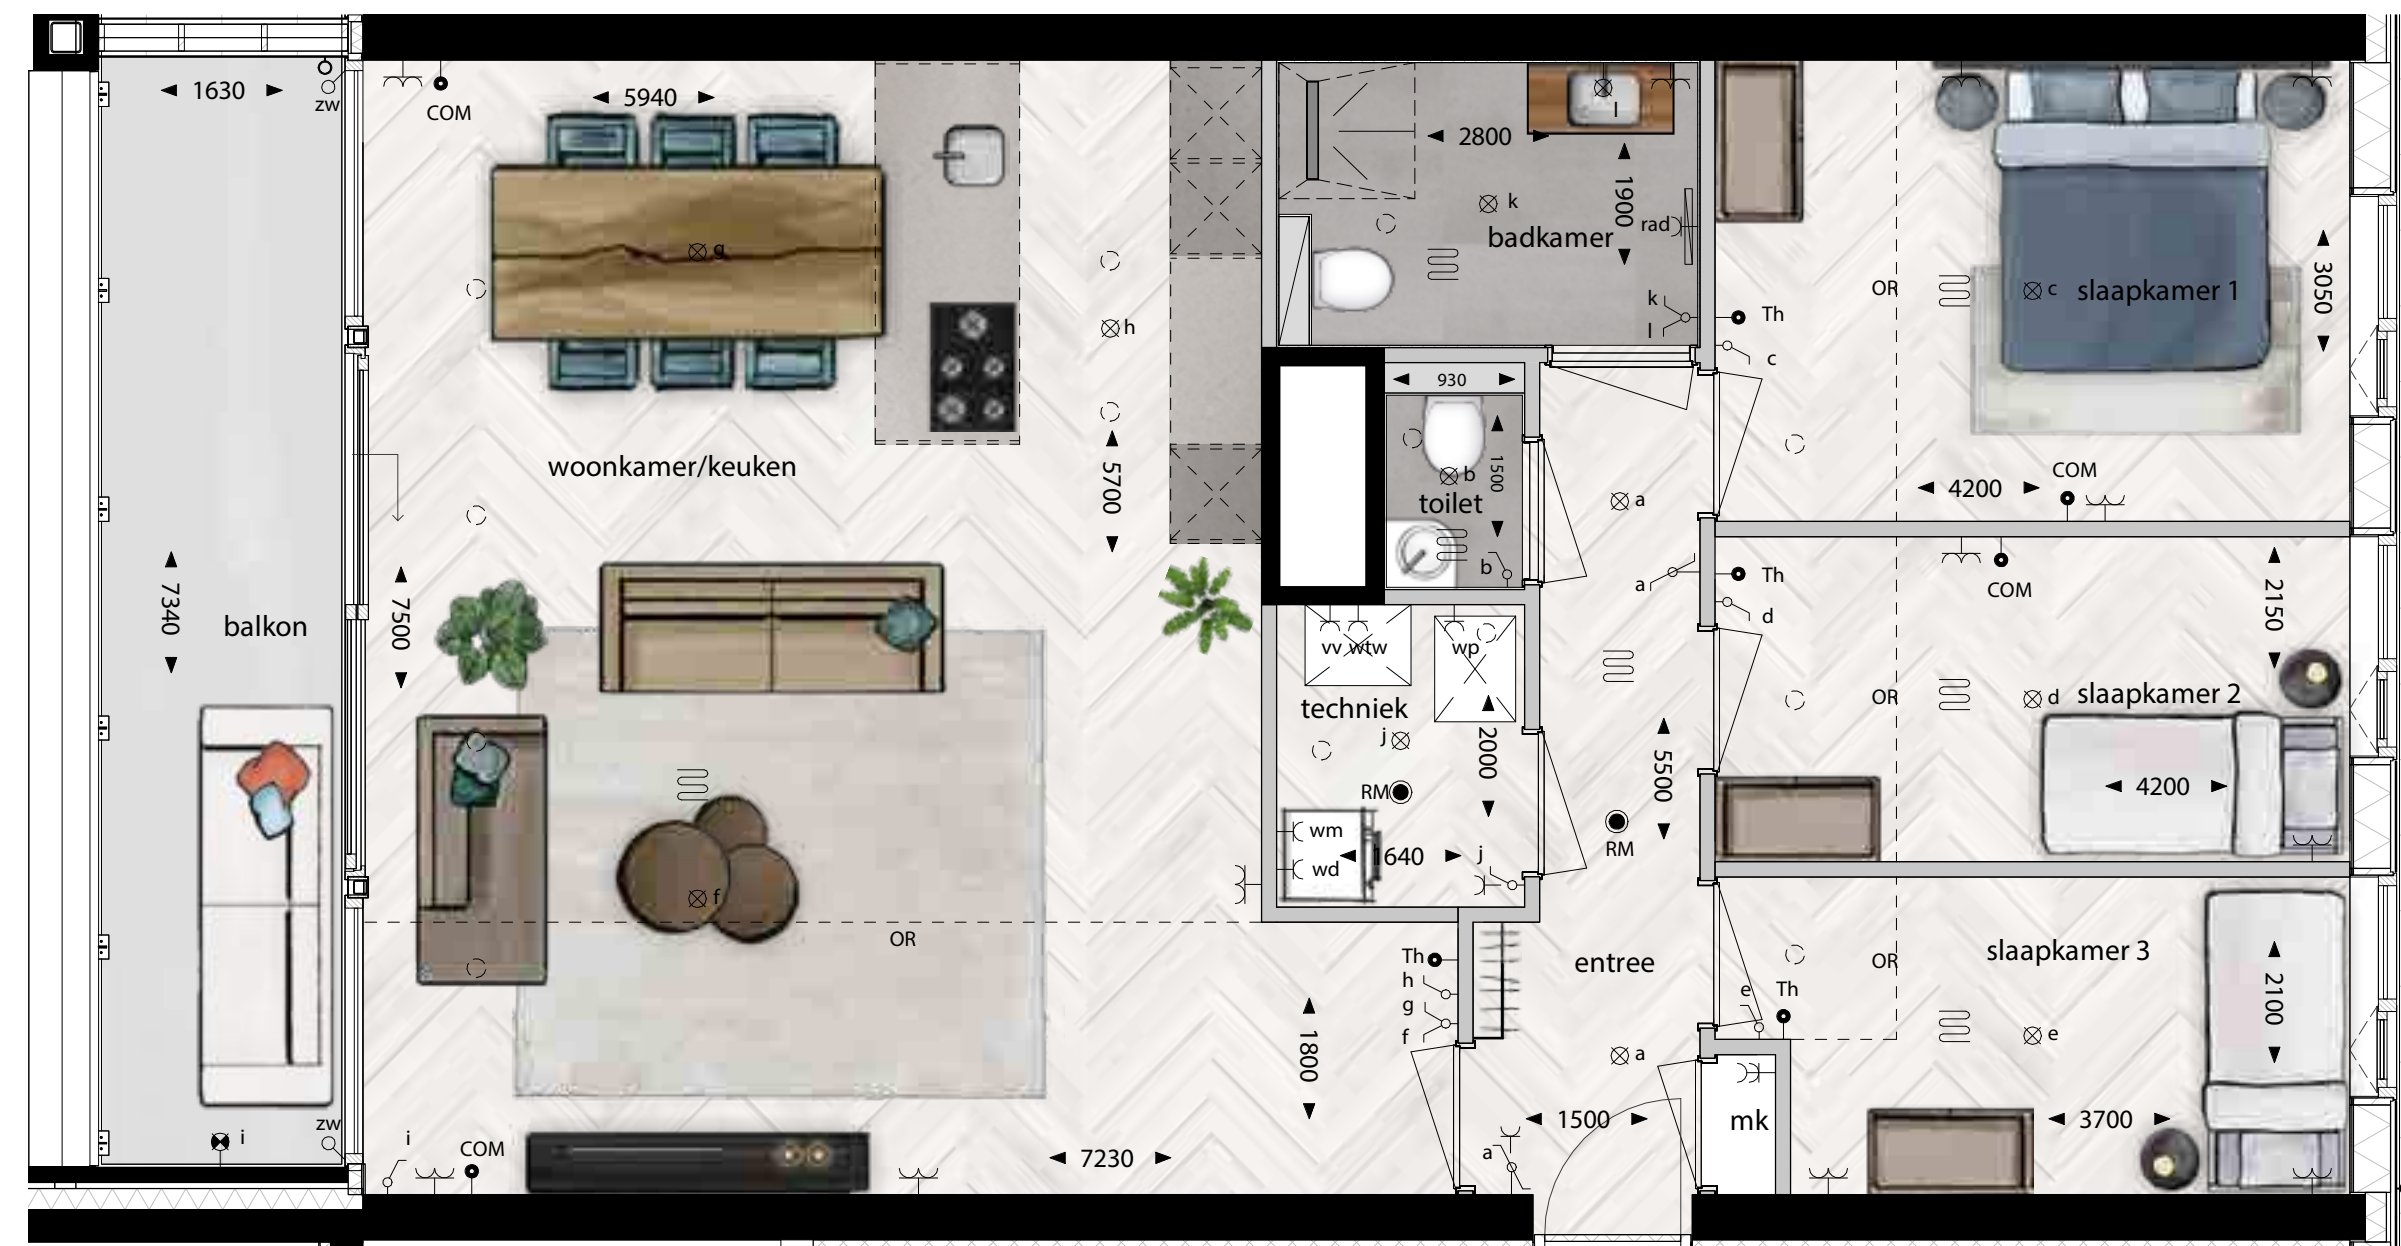 1630
zw
COM
5940
g
h
woonkamer/keuken
5700
7340
balkon
7500
f
OR
i
zw
i
COM
7230
1800
l
2800
1900
k
badkamer
rad
k
l
930
1500
b
toilet
b
a
a
vv wtw
wp
techniek
j
2000
RM
wm
wd
1640
j
5500
RM
Th
h
g
f
entree
a
1500
a
mk
Th
c
OR
c slaapkamer 1
3050
4200
COM
Th
d
COM
2150
OR
d slaapkamer 2
4200
slaapkamer 3
OR
e
Th
e
2100
3700